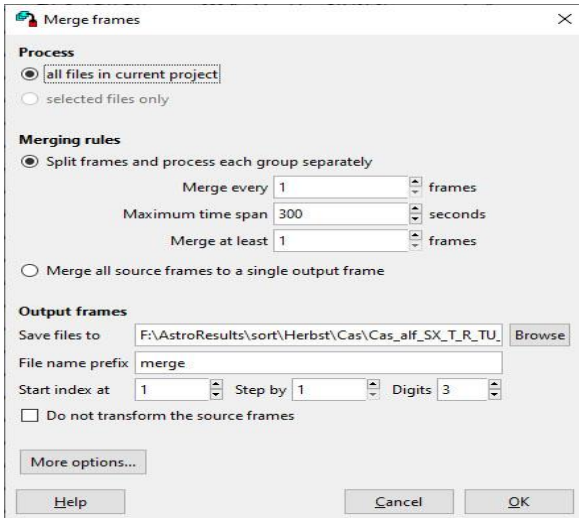 Merge frames
Process
all files in current project
selected files only
Merging rules
Split frames and process each group separately
Merge every 1 frames
Maximum time span 300 seconds
Merge at least 1 frames
Merge all source frames to a single output frame
Output frames
Save files to F:\AstroResults\sort\Herbst\Cas\Cas_alf_SX_T_R_TU_ Browse
File name prefix merge
Start index at 1 Step by 1 Digits 3
Do not transform the source frames
More options...
Help Cancel OK